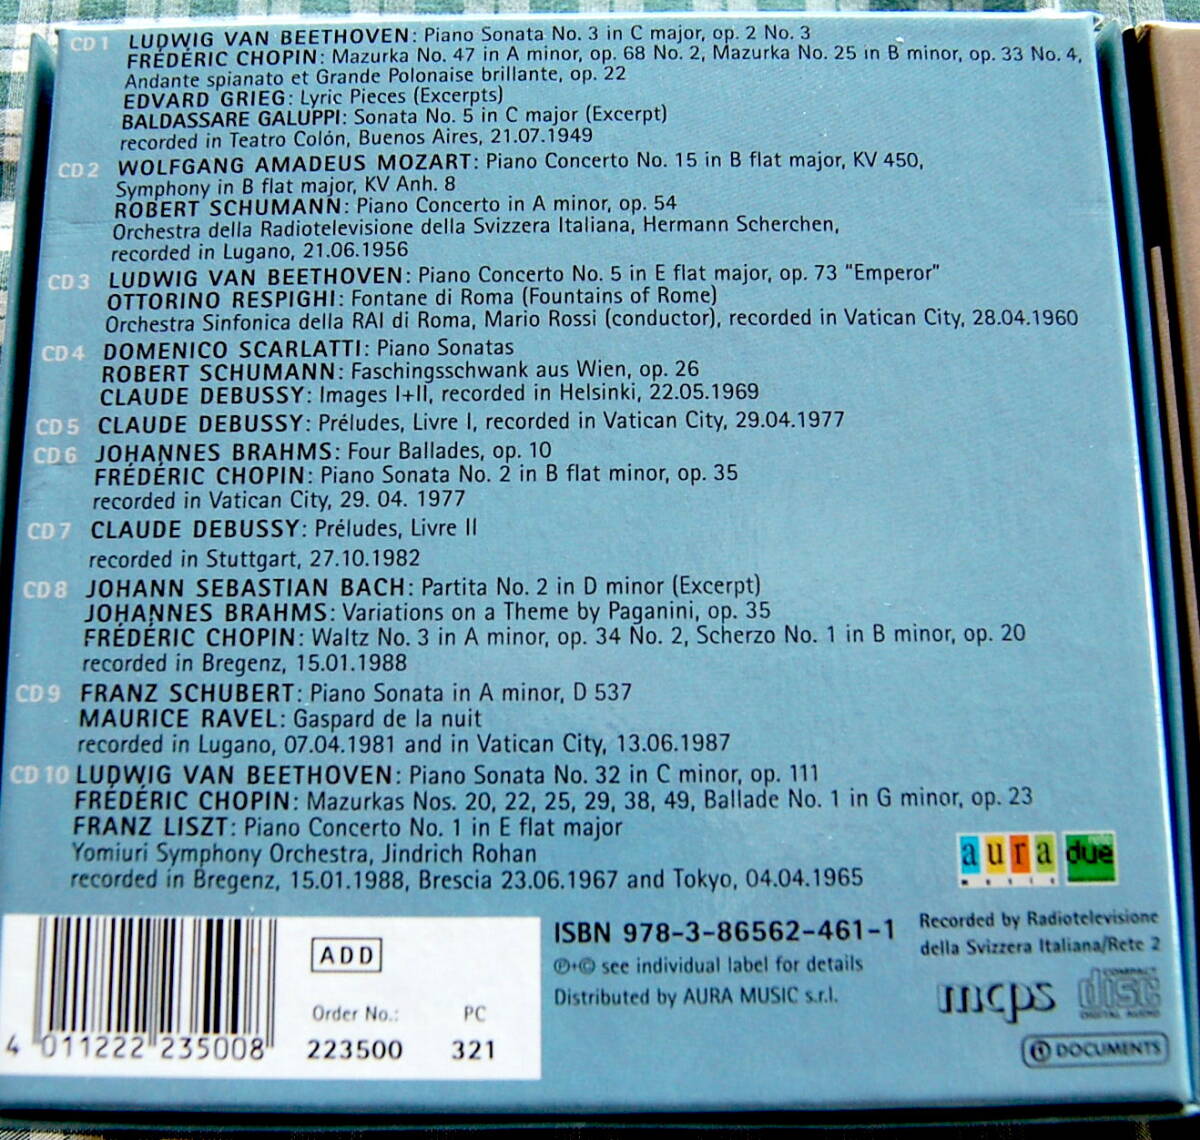 CD 1 LUDWIG VAN BEETHOVEN: Piano Sonata No. 3 in C major, op. 2 No. 3
FRÉDÉRIC CHOPIN: Mazurka No. 47 in A minor, op. 68 No. 2, Mazurka No. 25 in B minor, op. 33 No. 4,
Andante spianato et Grande Polonaise brillante, op. 22
EDVARD GRIEG: Lyric Pieces (Excerpts)
BALDASSARE GALUPPI: Sonata No. 5 in C major (Excerpt)
recorded in Teatro Colón, Buenos Aires, 21.07.1949
CD 2 WOLFGANG AMADEUS MOZART: Piano Concerto No. 15 in B flat major, KV 450,
Symphony in B flat major, KV Anh. 8
ROBERT SCHUMANN: Piano Concerto in A minor, op. 54
Orchestra della Radiotelevisione della Svizzera Italiana, Hermann Scherchen,
recorded in Lugano, 21.06.1956
CD 3 LUDWIG VAN BEETHOVEN: Piano Concerto No. 5 in E flat major, op. 73 "Emperor"
OTTORINO RESPIGHI: Fontane di Roma (Fountains of Rome)
Orchestra Sinfonica della RAI di Roma, Mario Rossi (conductor), recorded in Vatican City, 28.04.1960
CD 4 DOMENICO SCARLATTI: Piano Sonatas
ROBERT SCHUMANN: Faschingsschwank aus Wien, op. 26
CLAUDE DEBUSSY: Images I+II, recorded in Helsinki, 22.05.1969
CD 5 CLAUDE DEBUSSY: Préludes, Livre I, recorded in Vatican City, 29.04.1977
CD 6 JOHANNES BRAHMS: Four Ballades, op. 10
FRÉDÉRIC CHOPIN: Piano Sonata No. 2 in B flat minor, op. 35
recorded in Vatican City, 29. 04. 1977
CD 7 CLAUDE DEBUSSY: Préludes, Livre II
recorded in Stuttgart, 27.10.1982
CD 8 JOHANN SEBASTIAN BACH: Partita No. 2 in D minor (Excerpt)
JOHANNES BRAHMS: Variations on a Theme by Paganini, op. 35
FRÉDÉRIC CHOPIN: Waltz No. 3 in A minor, op. 34 No. 2, Scherzo No. 1 in B minor, op. 20
recorded in Bregenz, 15.01.1988
CD 9 FRANZ SCHUBERT: Piano Sonata in A minor, D 537
MAURICE RAVEL: Gaspard de la nuit
recorded in Lugano, 07.04.1981 and in Vatican City, 13.06.1987
CD 10 LUDWIG VAN BEETHOVEN: Piano Sonata No. 32 in C minor, op. 111
FRÉDÉRIC CHOPIN: Mazurkas Nos. 20, 22, 25, 29, 38, 49, Ballade No. 1 in G minor, op. 23
FRANZ LISZT: Piano Concerto No. 1 in E flat major
Yomiuri Symphony Orchestra, Jindrich Rohan
recorded in Bregenz, 15.01.1988, Brescia 23.06.1967 and Tokyo, 04.04.1965
aura due
music
ISBN 978-3-86562-461-1
℗+© see individual label for details
Distributed by AURA MUSIC s.r.l.
Recorded by Radiotelevisione
della Svizzera Italiana/Rete 2
mcps
COMPACT
disc
DIGITAL AUDIO
DOCUMENTS
ADD
Order No.: PC
223500 321
4 011222 235008